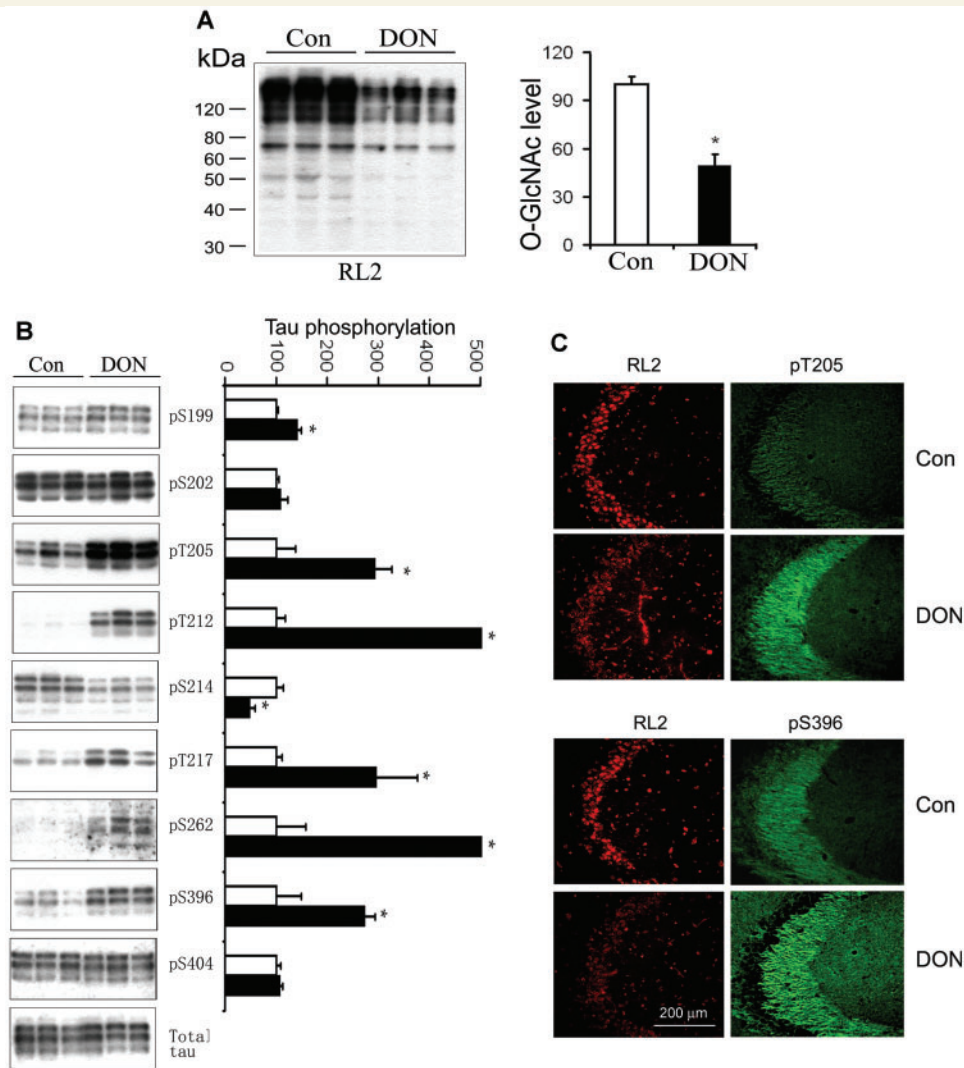 A
Con DON
kDa
120
80
60
50
40
30
RL2
O-GlcNAc level
120
90
60
30
0
*
Con DON
B
Con DON
Tau phosphorylation
0 100 200 300 400 500
pS199 *
pS202
pT205 *
pT212 *
pS214 *
pT217 *
pS262 *
pS396 *
pS404
Total
tau
C
RL2 pT205
Con
DON
RL2 pS396
Con
DON
200 μm